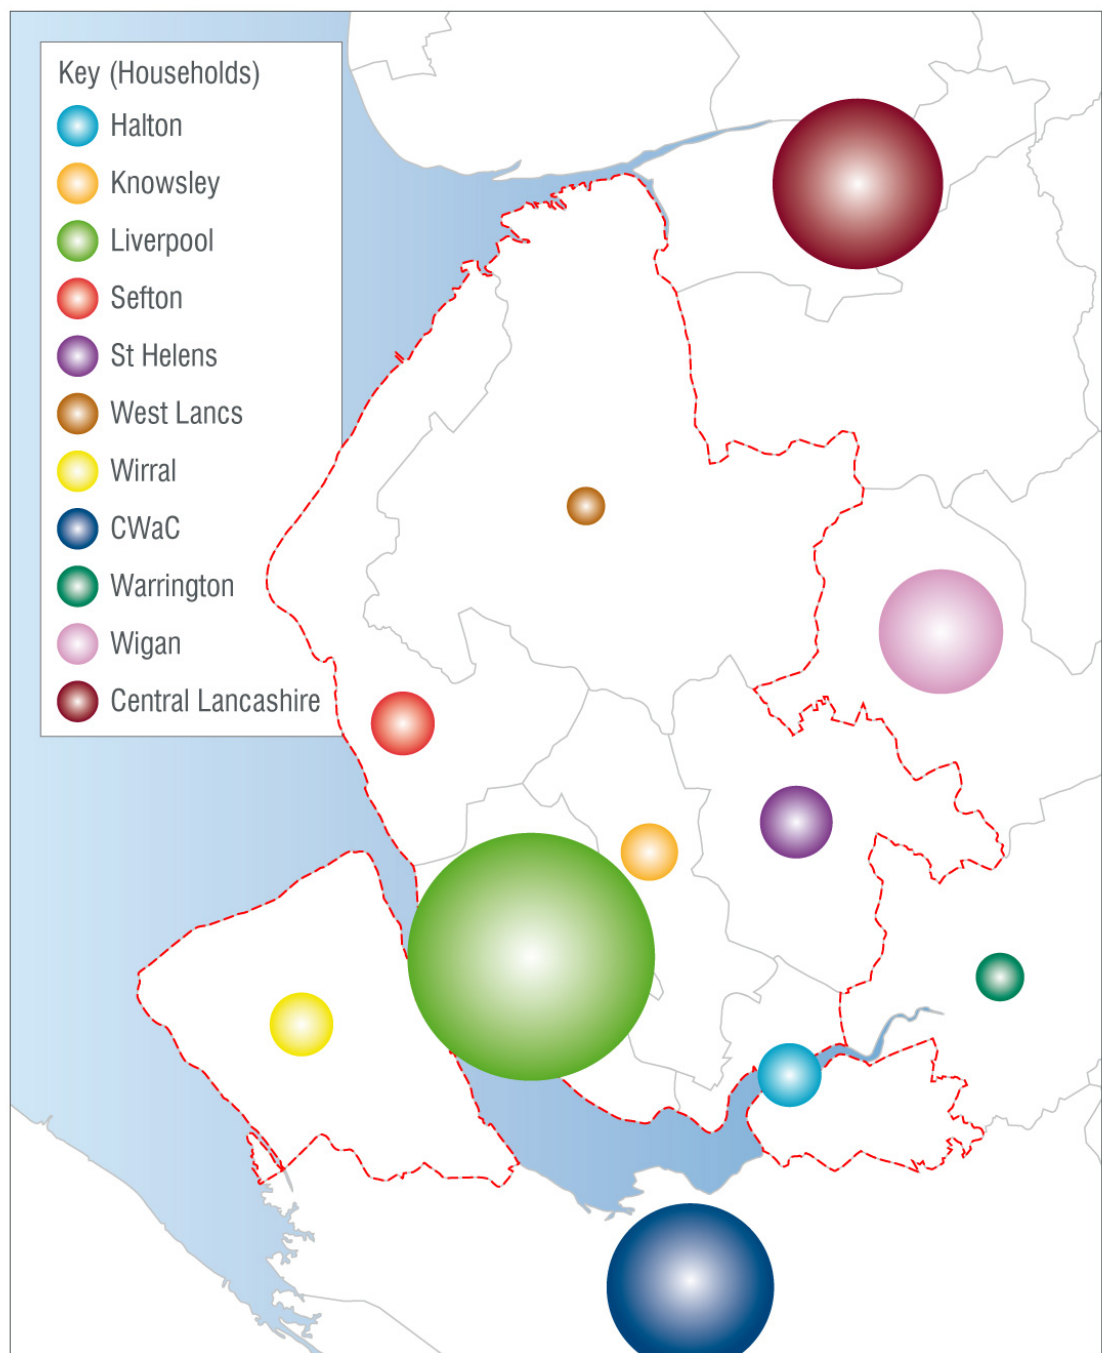 Key (Households)
Halton
Knowsley
Liverpool
Sefton
St Helens
West Lancs
Wirral
CWaC
Warrington
Wigan
Central Lancashire